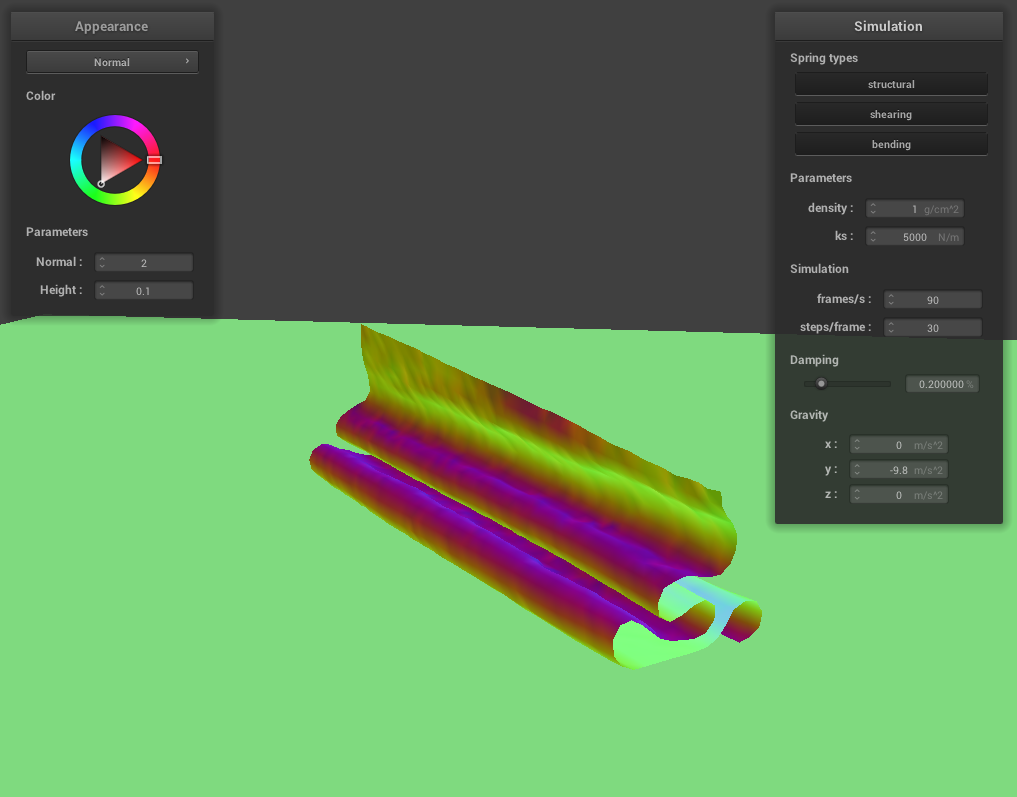 Appearance
Normal
Color
Parameters
Normal :
2
Height :
0.1
Simulation
Spring types
structural
shearing
bending
Parameters
density :
1 g/cm^2
ks :
5000 N/m
Simulation
frames/s :
90
steps/frame :
30
Damping
0.200000 %
Gravity
x :
0 m/s^2
y :
-9.8 m/s^2
z :
0 m/s^2